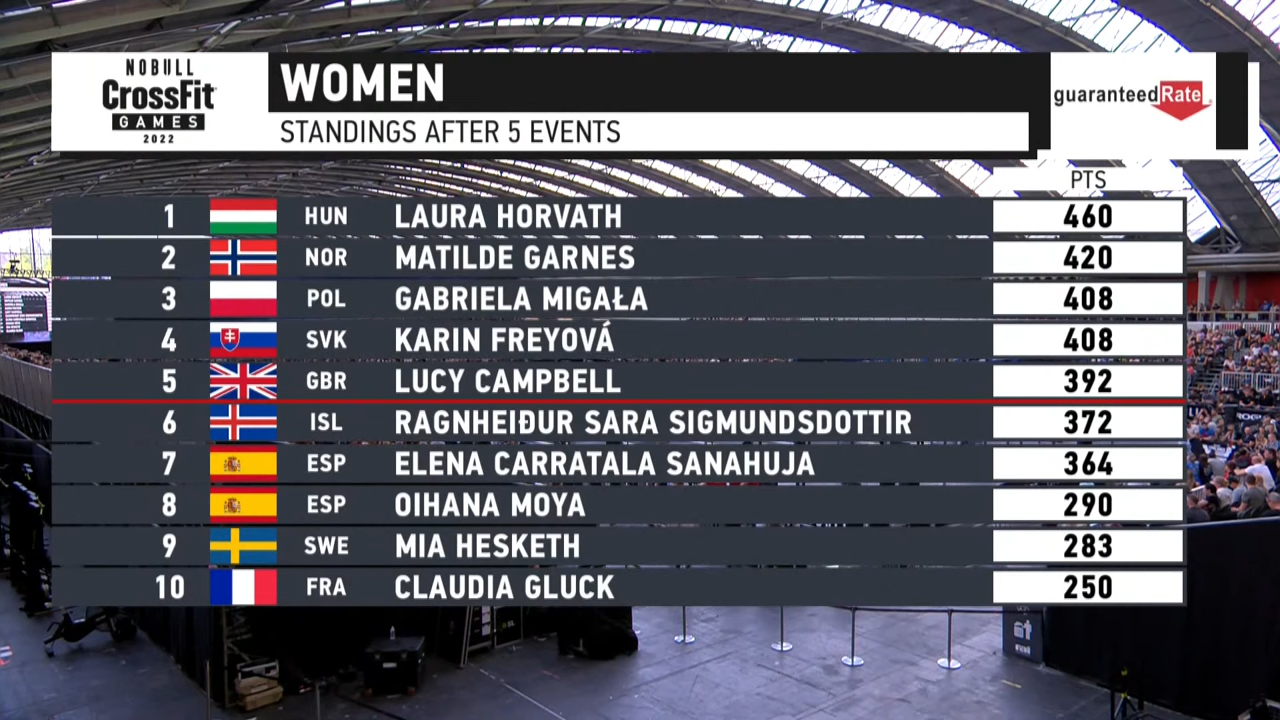 NOBULL
CrossFit
GAMES
2022
WOMEN
STANDINGS AFTER 5 EVENTS
guaranteed Rate
PTS
1 HUN LAURA HORVATH 460
2 NOR MATILDE GARNES 420
3 POL GABRIELA MIGAŁA 408
4 SVK KARIN FREYOVÁ 408
5 GBR LUCY CAMPBELL 392
6 ISL RAGNHEIÐUR SARA SIGMUNDSDOTTIR 372
7 ESP ELENA CARRATALA SANAHUJA 364
8 ESP OIHANA MOYA 290
9 SWE MIA HESKETH 283
10 FRA CLAUDIA GLUCK 250